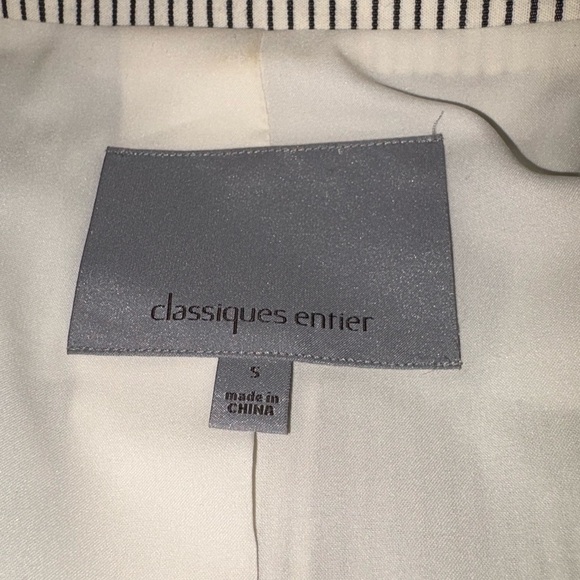 classiques entier
S
made in
CHINA